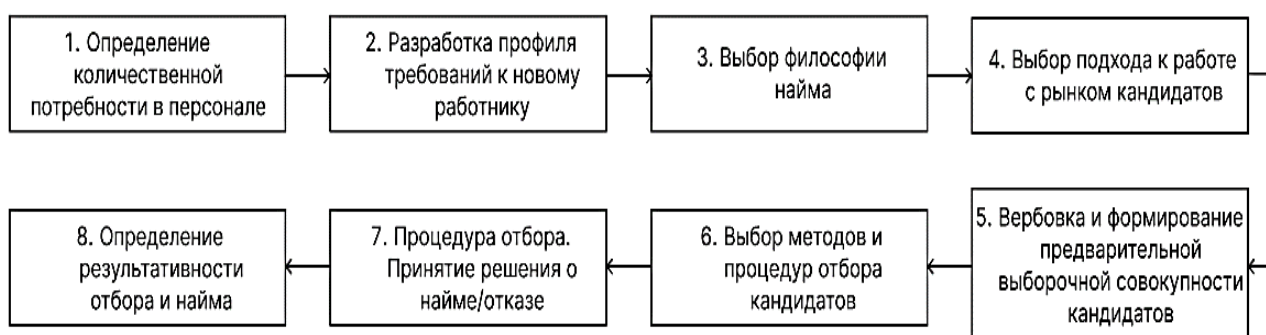 1. Определение
количественной
потребности в персонале
2. Разработка профиля
требований к новому
работнику
3. Выбор философии
найма
4. Выбор подхода к работе
с рынком кандидатов
5. Вербовка и формирование
предварительной
выборочной совокупности
кандидатов
6. Выбор методов и
процедур отбора
кандидатов
7. Процедура отбора.
Принятие решения о
найме/отказе
8. Определение
результативности
отбора и найма